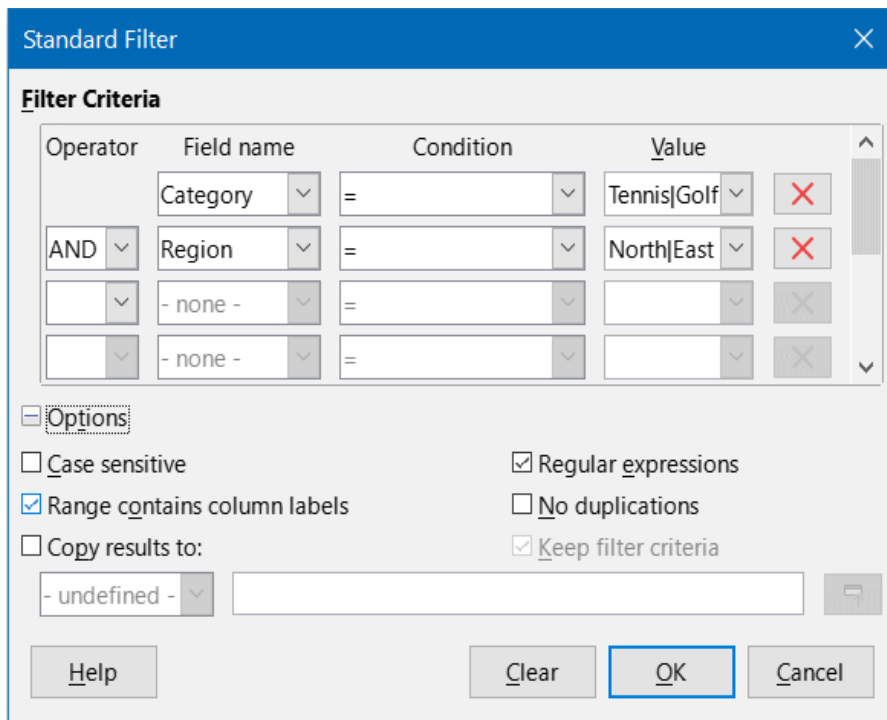 Standard Filter
Filter Criteria
Operator Field name Condition Value
Category = Tennis|Golf
AND Region = North|East
- none - =
- none - =
Options
Case sensitive Regular expressions
Range contains column labels No duplications
Copy results to: Keep filter criteria
- undefined -
Help Clear OK Cancel